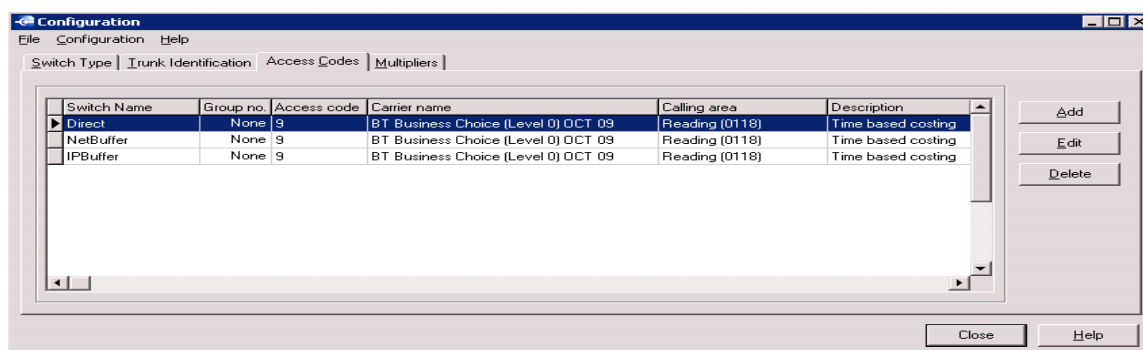 Configuration
File Configuration Help
Switch Type Trunk Identification Access Codes Multipliers
Switch Name Group no. Access code Carrier name Calling area Description
Direct None 9 BT Business Choice (Level 0) OCT 09 Reading (0118) Time based costing
NetBuffer None 9 BT Business Choice (Level 0) OCT 09 Reading (0118) Time based costing
IPBuffer None 9 BT Business Choice (Level 0) OCT 09 Reading (0118) Time based costing
Add
Edit
Delete
Close Help